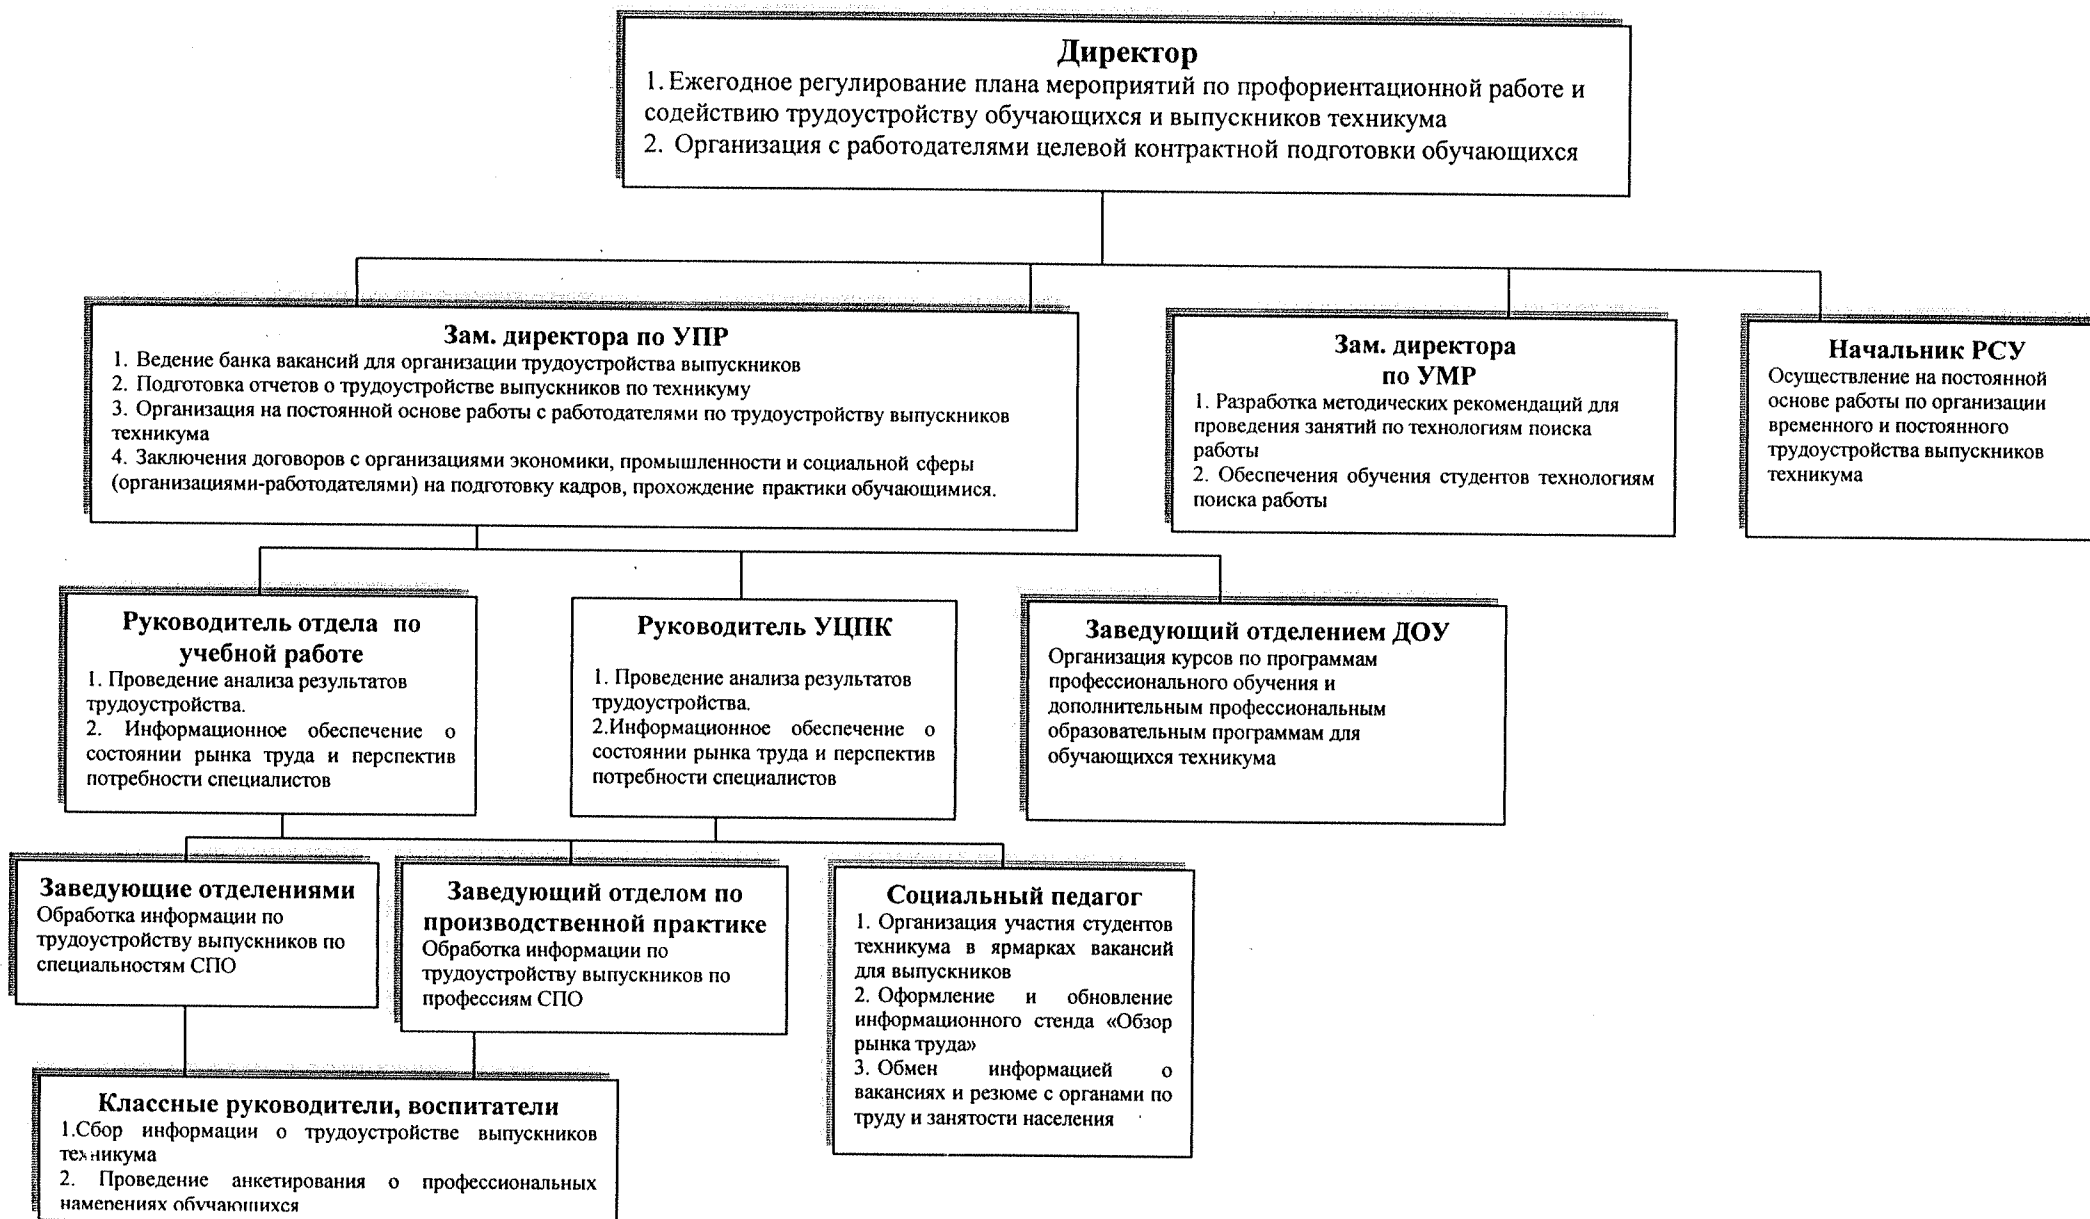 Директор
1. Ежегодное регулирование плана мероприятий по профориентационной работе и
содействию трудоустройству обучающихся и выпускников техникума
2. Организация с работодателями целевой контрактной подготовки обучающихся
Зам. директора по УПР
1. Ведение банка вакансий для организации трудоустройства выпускников
2. Подготовка отчетов о трудоустройстве выпускников по техникуму
3. Организация на постоянной основе работы с работодателями по трудоустройству выпускников
техникума
4. Заключения договоров с организациями экономики, промышленности и социальной сферы
(организациями-работодателями) на подготовку кадров, прохождение практики обучающимися.
Зам. директора
по УМР
1. Разработка методических рекомендаций для
проведения занятий по технологиям поиска
работы
2. Обеспечения обучения студентов технологиям
поиска работы
Начальник РСУ
Осуществление на постоянной
основе работы по организации
временного и постоянного
трудоустройства выпускников
техникума
Руководитель отдела по
учебной работе
1. Проведение анализа результатов
трудоустройства.
2. Информационное обеспечение о
состоянии рынка труда и перспектив
потребности специалистов
Руководитель УЦПК
1. Проведение анализа результатов
трудоустройства.
2.Информационное обеспечение о
состоянии рынка труда и перспектив
потребности специалистов
Заведующий отделением ДОУ
Организация курсов по программам
профессионального обучения и
дополнительным профессиональным
образовательным программам для
обучающихся техникума
Заведующие отделениями
Обработка информации по
трудоустройству выпускников по
специальностям СПО
Заведующий отделом по
производственной практике
Обработка информации по
трудоустройству выпускников по
профессиям СПО
Социальный педагог
1. Организация участия студентов
техникума в ярмарках вакансий
для выпускников
2. Оформление и обновление
информационного стенда «Обзор
рынка труда»
3. Обмен информацией о
вакансиях и резюме с органами по
труду и занятости населения
Классные руководители, воспитатели
1.Сбор информации о трудоустройстве выпускников
техникума
2. Проведение анкетирования о профессиональных
намерениях обучающихся